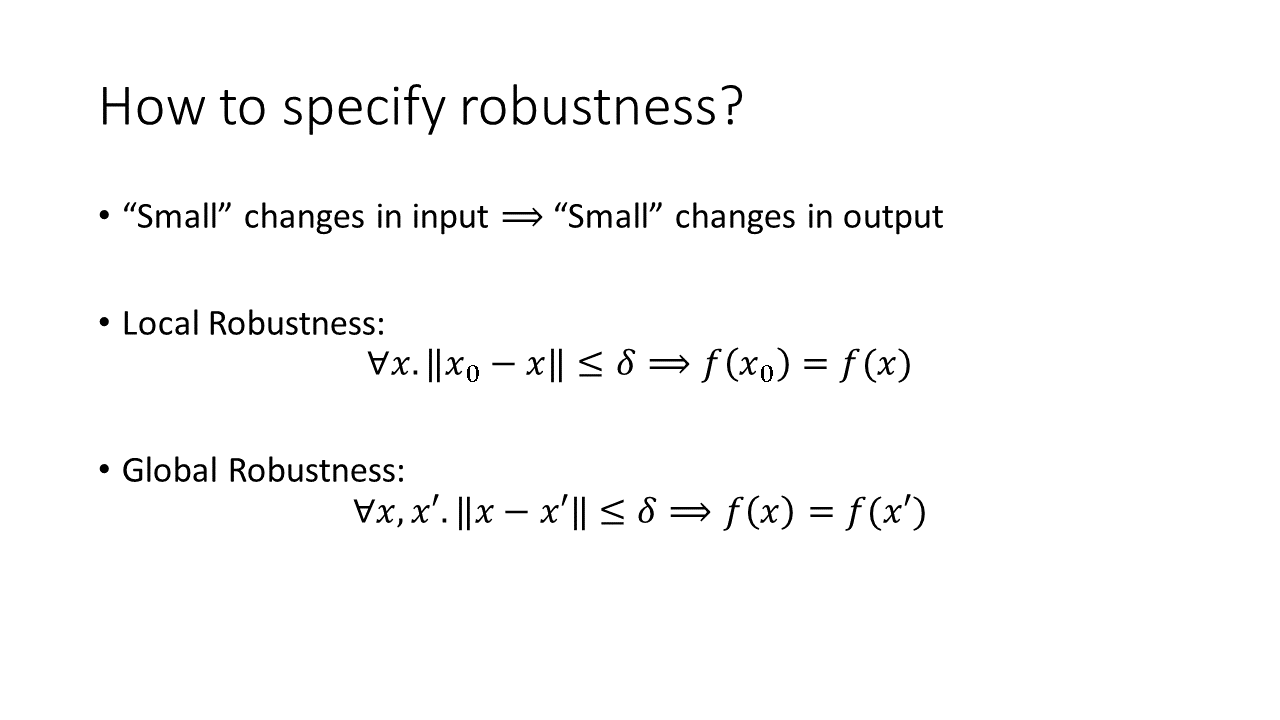 How to specify robustness?
• “Small” changes in input ⟹ “Small” changes in output
• Local Robustness:
∀𝑥. ‖𝑥₀ − 𝑥‖ ≤ 𝛿 ⟹ 𝑓(𝑥₀) = 𝑓(𝑥)
• Global Robustness:
∀𝑥, 𝑥′. ‖𝑥 − 𝑥′‖ ≤ 𝛿 ⟹ 𝑓(𝑥) = 𝑓(𝑥′)